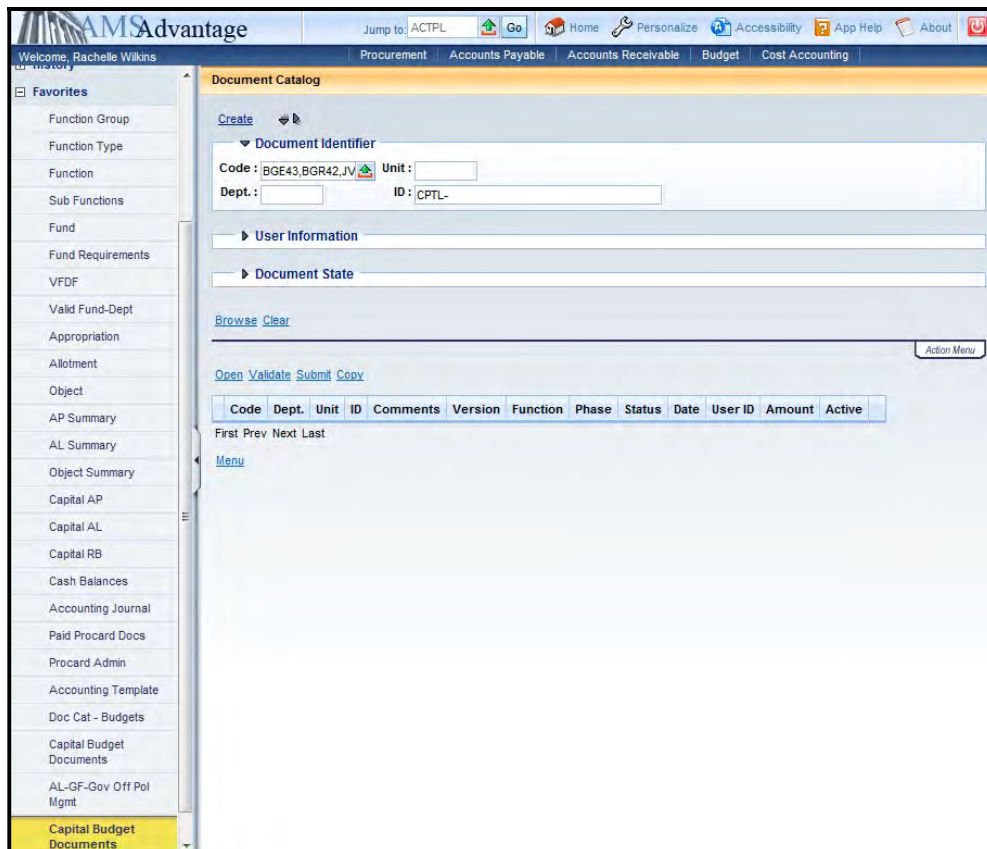 AMS Advantage
Jump to: ACTPL Go Home Personalize Accessibility App Help About
Welcome, Rachelle Wilkins
Procurement Accounts Payable Accounts Receivable Budget Cost Accounting
History
Favorites
Function Group
Function Type
Function
Sub Functions
Fund
Fund Requirements
VFDF
Valid Fund-Dept
Appropriation
Allotment
Object
AP Summary
AL Summary
Object Summary
Capital AP
Capital AL
Capital RB
Cash Balances
Accounting Journal
Paid Procard Docs
Procard Admin
Accounting Template
Doc Cat - Budgets
Capital Budget
Documents
AL-GF-Gov Off Pol
Mgmt
Capital Budget
Documents
Document Catalog
Create
Document Identifier
Code : BGE43,BGR42,JV Unit :
Dept. : ID : CPTL-
User Information
Document State
Browse Clear
Action Menu
Open Validate Submit Copy
Code Dept. Unit ID Comments Version Function Phase Status Date User ID Amount Active
First Prev Next Last
Menu